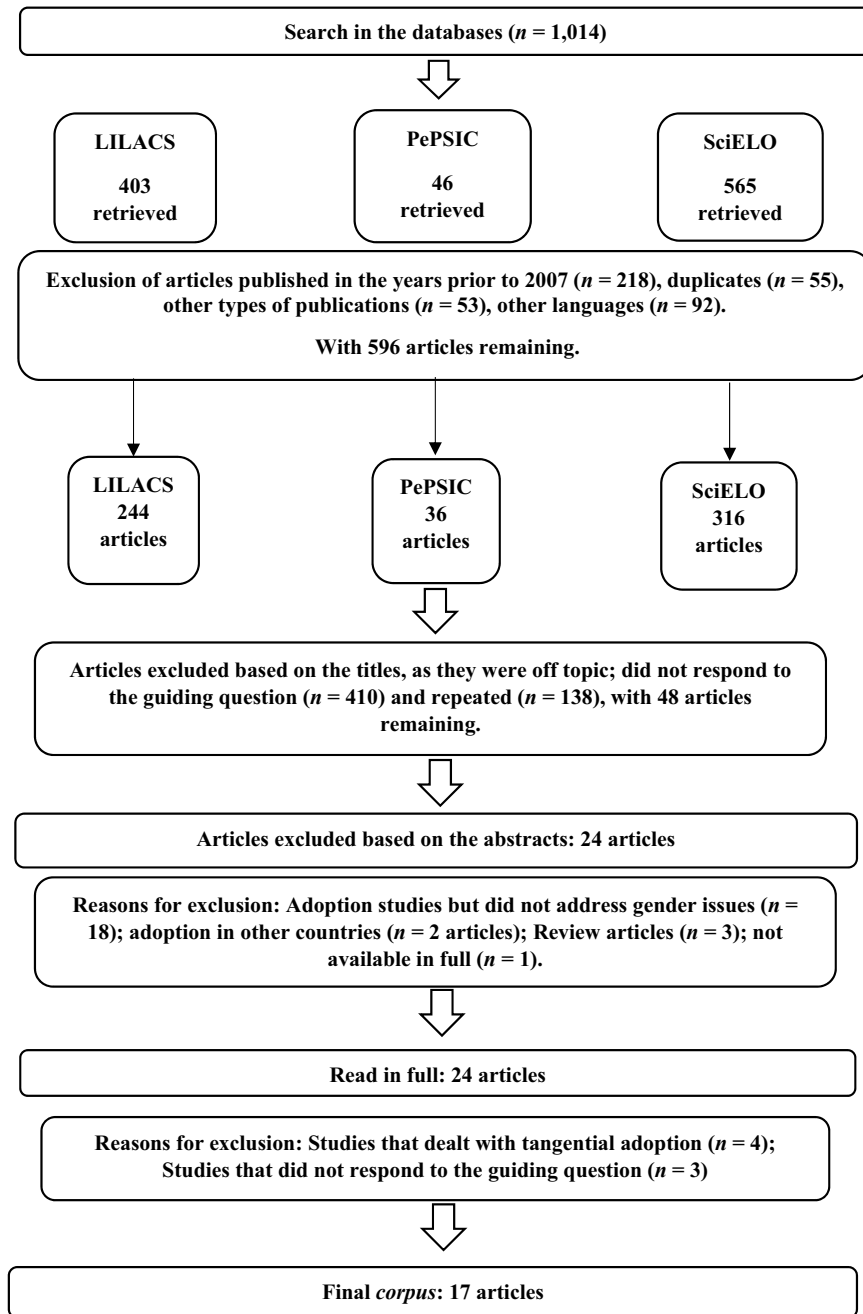 Search in the databases (n = 1,014)
LILACS
403
retrieved
PePSIC
46
retrieved
SciELO
565
retrieved
Exclusion of articles published in the years prior to 2007 (n = 218), duplicates (n = 55),
other types of publications (n = 53), other languages (n = 92).
With 596 articles remaining.
LILACS
244
articles
PePSIC
36
articles
SciELO
316
articles
Articles excluded based on the titles, as they were off topic; did not respond to
the guiding question (n = 410) and repeated (n = 138), with 48 articles
remaining.
Articles excluded based on the abstracts: 24 articles
Reasons for exclusion: Adoption studies but did not address gender issues (n =
18); adoption in other countries (n = 2 articles); Review articles (n = 3); not
available in full (n = 1).
Read in full: 24 articles
Reasons for exclusion: Studies that dealt with tangential adoption (n = 4);
Studies that did not respond to the guiding question (n = 3)
Final corpus: 17 articles